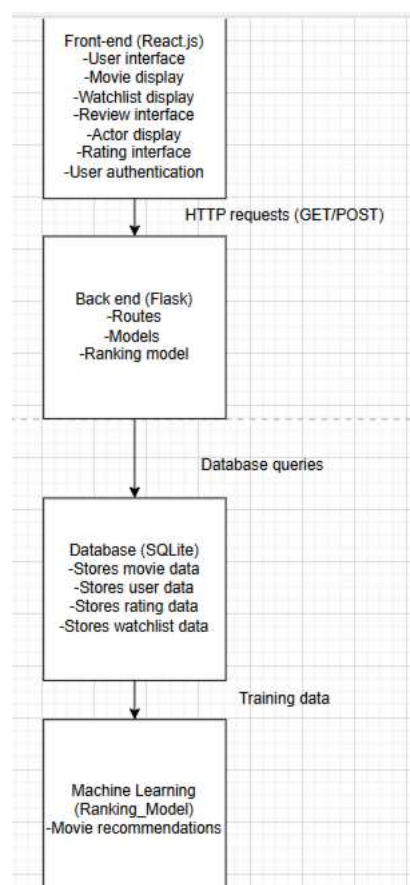 Front-end (React.js)
-User interface
-Movie display
-Watchlist display
-Review interface
-Actor display
-Rating interface
-User authentication
HTTP requests (GET/POST)
Back end (Flask)
-Routes
-Models
-Ranking model
Database queries
Database (SQLite)
-Stores movie data
-Stores user data
-Stores rating data
-Stores watchlist data
Training data
Machine Learning
(Ranking_Model)
-Movie recommendations